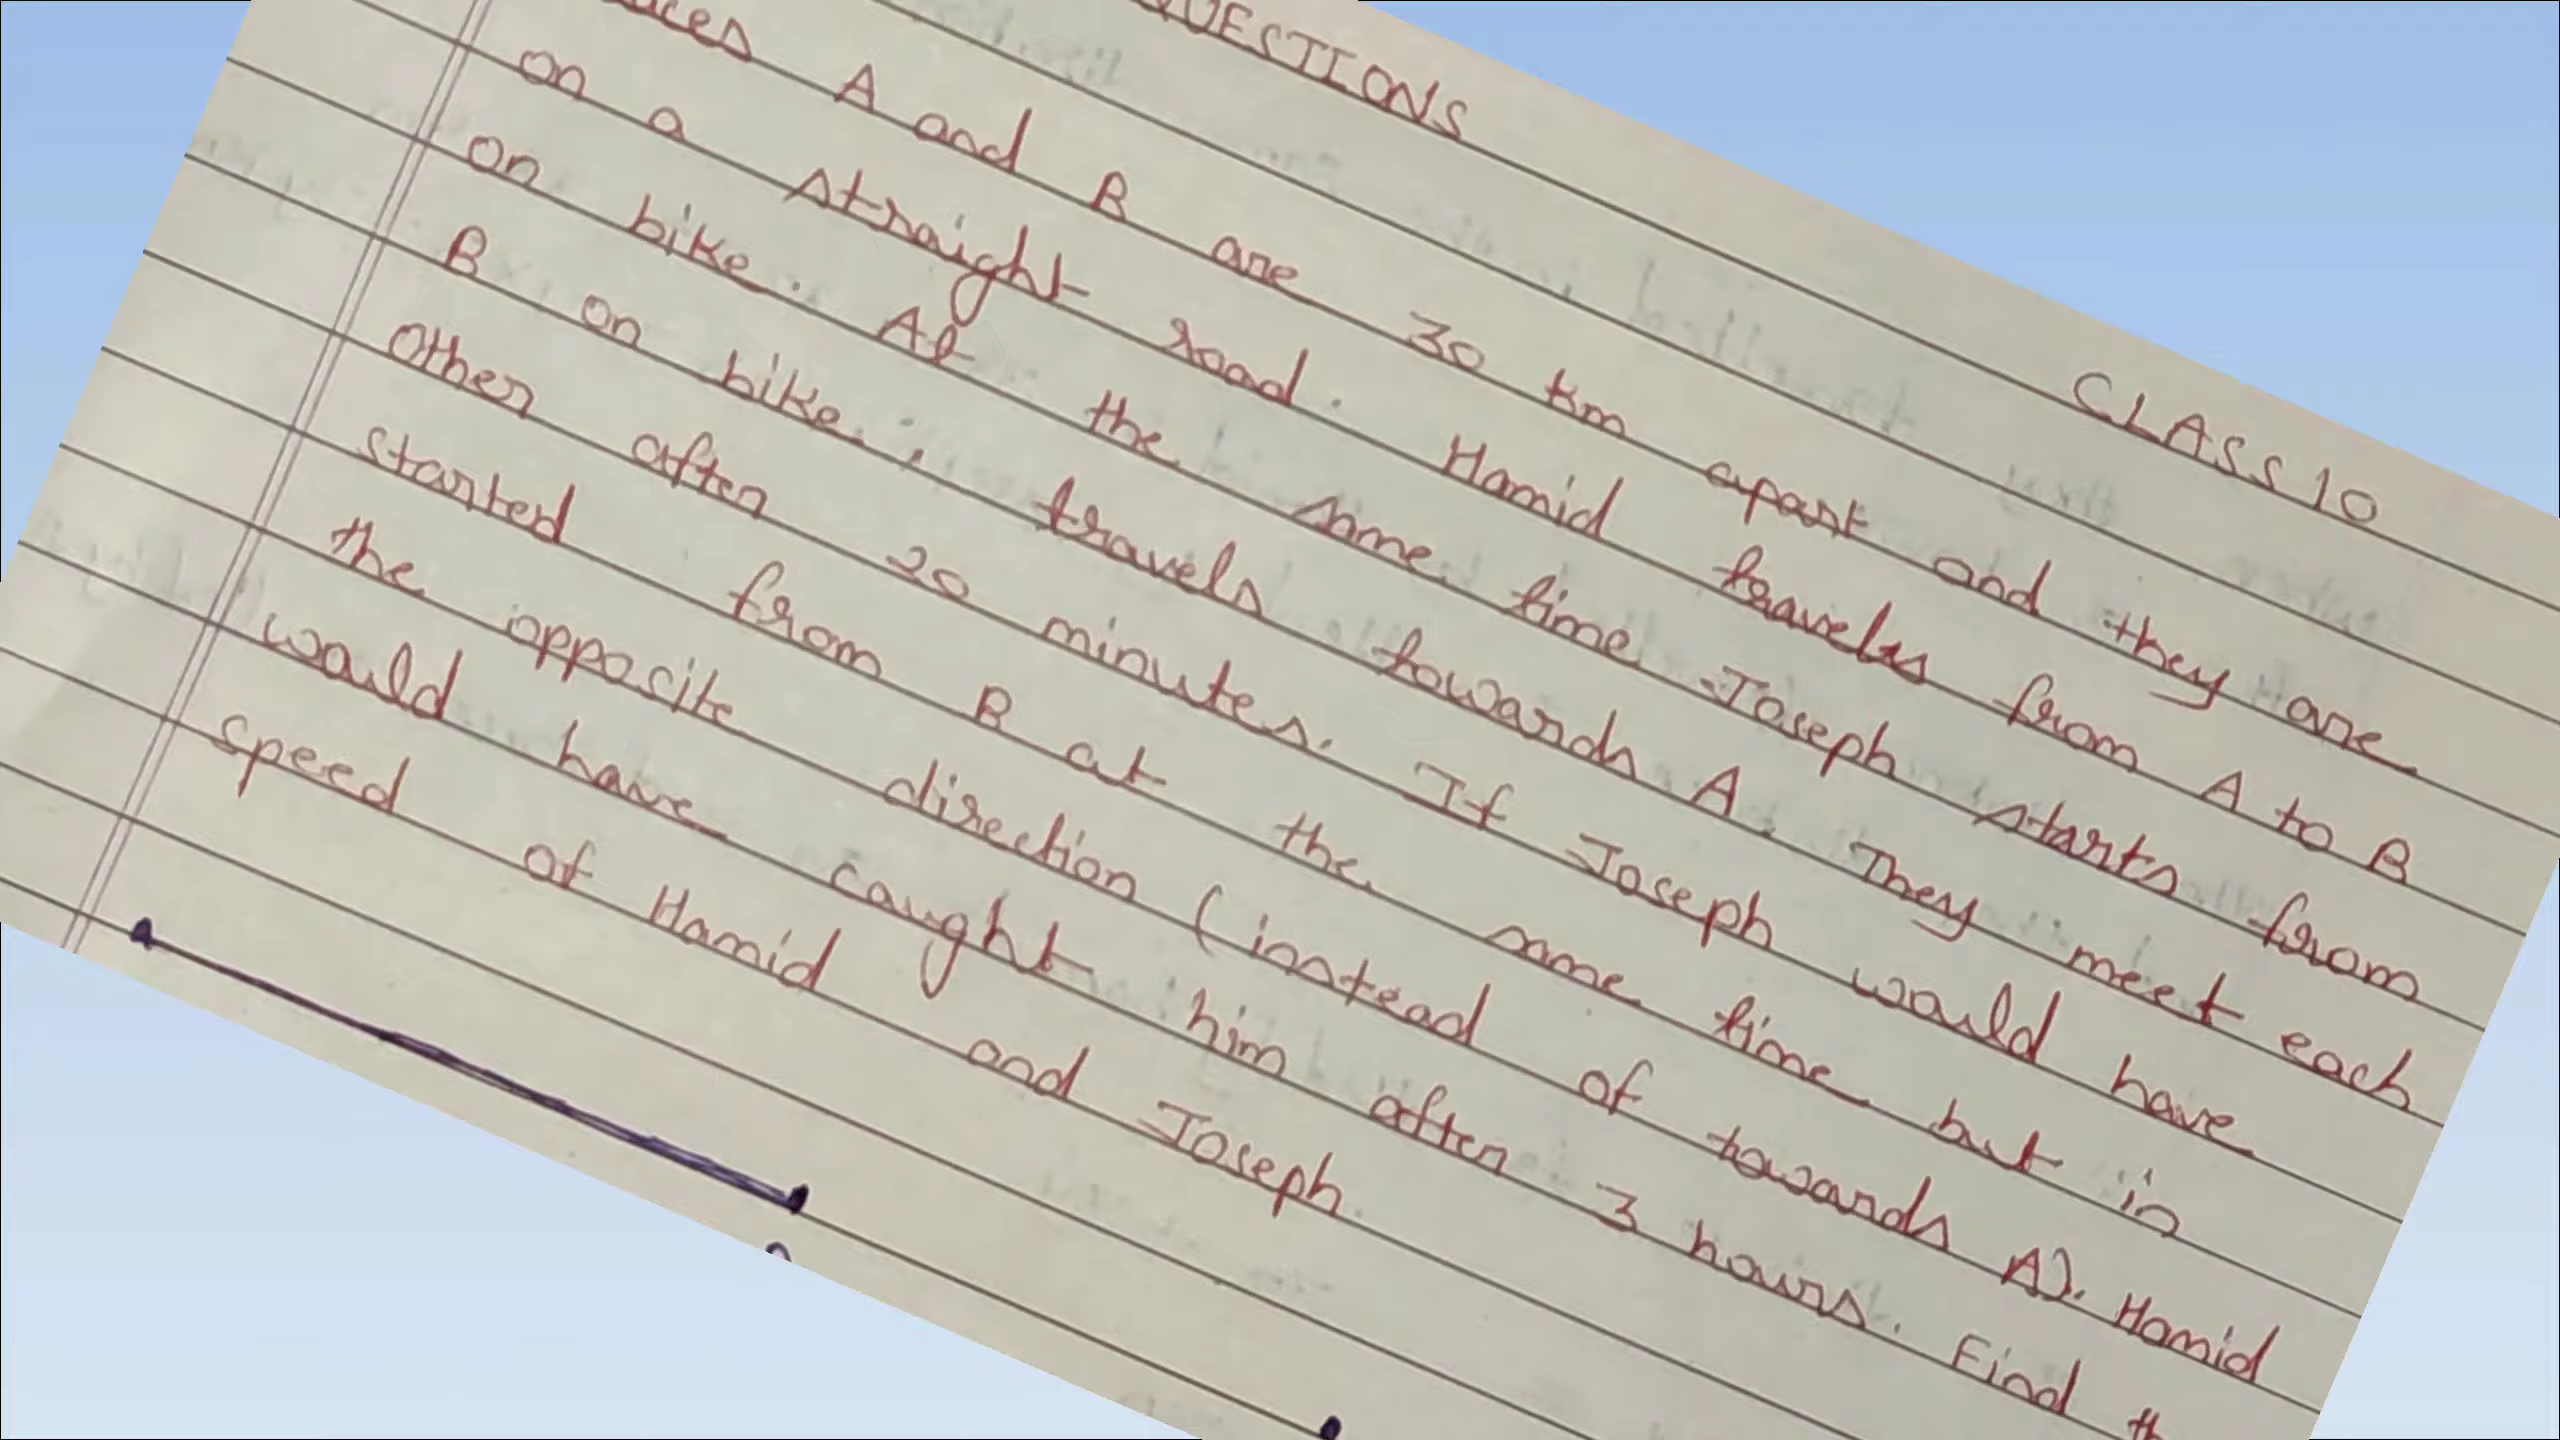 QUESTIONS CLASS 10
A and B are 30 km apart and they are
on a straight road. Hamid travels from A to B
on bike. At the same time Joseph starts from
B on bike, travels towards A. They meet each
other after 20 minutes. If Joseph would have
started from B at the same time but in
the opposite direction (instead of towards A). Hamid
would have caught him after 3 hours. Find
speed of Hamid and Joseph.